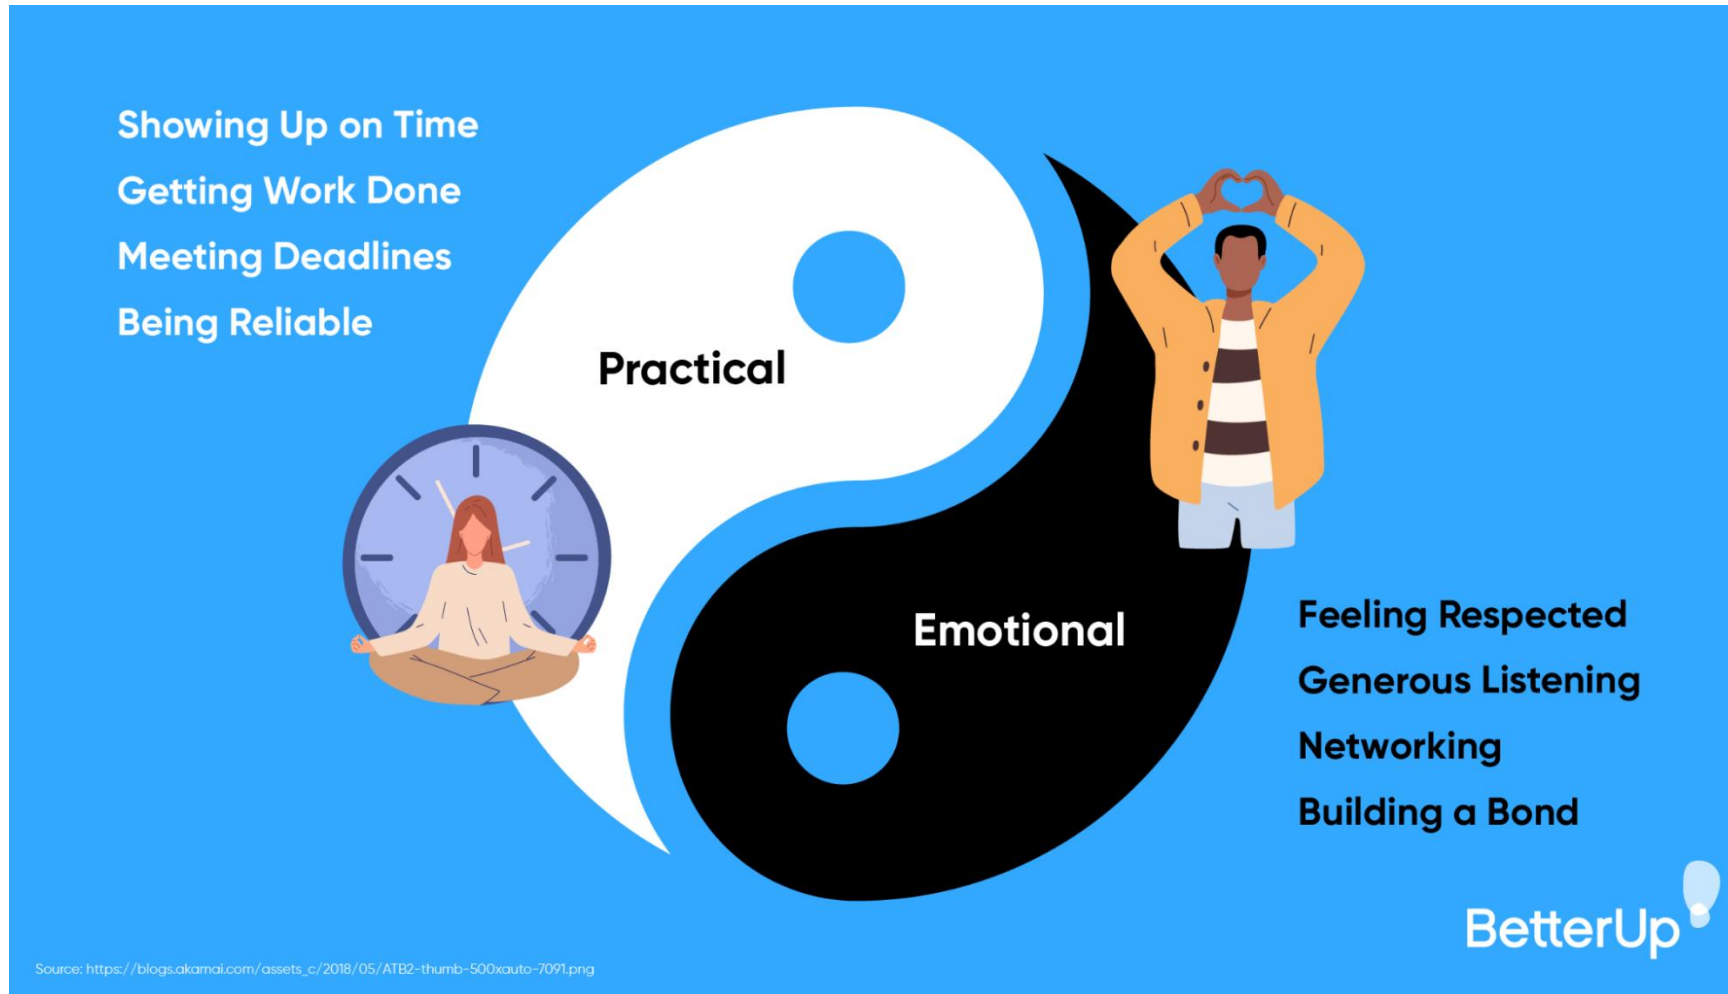 Showing Up on Time
Getting Work Done
Meeting Deadlines
Being Reliable
Practical
Emotional
Feeling Respected
Generous Listening
Networking
Building a Bond
BetterUp
Source: https://blogs.akamai.com/assets_c/2018/05/ATB2-thumb-500xauto-7091.png